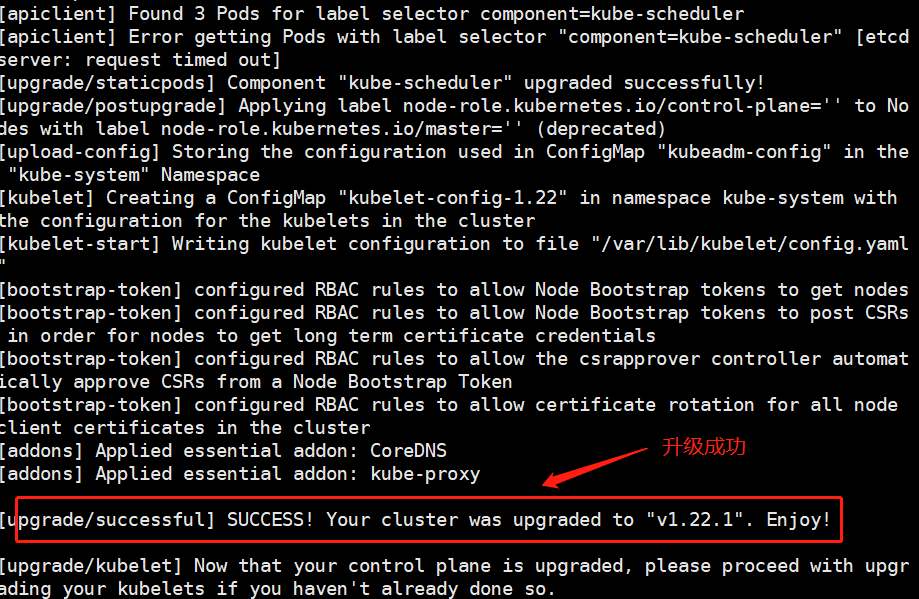 [apiclient] Found 3 Pods for label selector component=kube-scheduler
[apiclient] Error getting Pods with label selector "component=kube-scheduler" [etcd
server: request timed out]
[upgrade/staticpods] Component "kube-scheduler" upgraded successfully!
[upgrade/postupgrade] Applying label node-role.kubernetes.io/control-plane='' to No
des with label node-role.kubernetes.io/master='' (deprecated)
[upload-config] Storing the configuration used in ConfigMap "kubeadm-config" in the
"kube-system" Namespace
[kubelet] Creating a ConfigMap "kubelet-config-1.22" in namespace kube-system with
the configuration for the kubelets in the cluster
[kubelet-start] Writing kubelet configuration to file "/var/lib/kubelet/config.yaml
"
[bootstrap-token] configured RBAC rules to allow Node Bootstrap tokens to get nodes
[bootstrap-token] configured RBAC rules to allow Node Bootstrap tokens to post CSRs
in order for nodes to get long term certificate credentials
[bootstrap-token] configured RBAC rules to allow the csrapprover controller automat
ically approve CSRs from a Node Bootstrap Token
[bootstrap-token] configured RBAC rules to allow certificate rotation for all node
client certificates in the cluster
[addons] Applied essential addon: CoreDNS
升级成功
[addons] Applied essential addon: kube-proxy
[upgrade/successful] SUCCESS! Your cluster was upgraded to "v1.22.1". Enjoy!
[upgrade/kubelet] Now that your control plane is upgraded, please proceed with upgr
ading your kubelets if you haven't already done so.